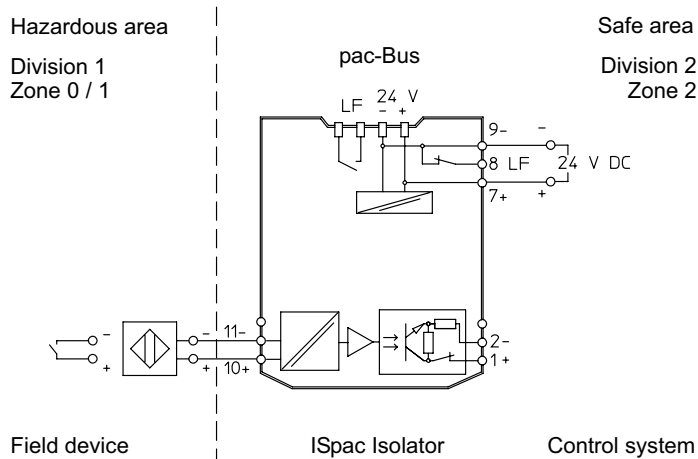 Hazardous area
Safe area
Division 1
Zone 0 / 1
pac-Bus
Division 2
Zone 2
LF 24 V
- +
9- -
8 LF 24 V DC
7+ +
- - 11-
+ + 10+
2-
1+
Field device
ISpac Isolator
Control system